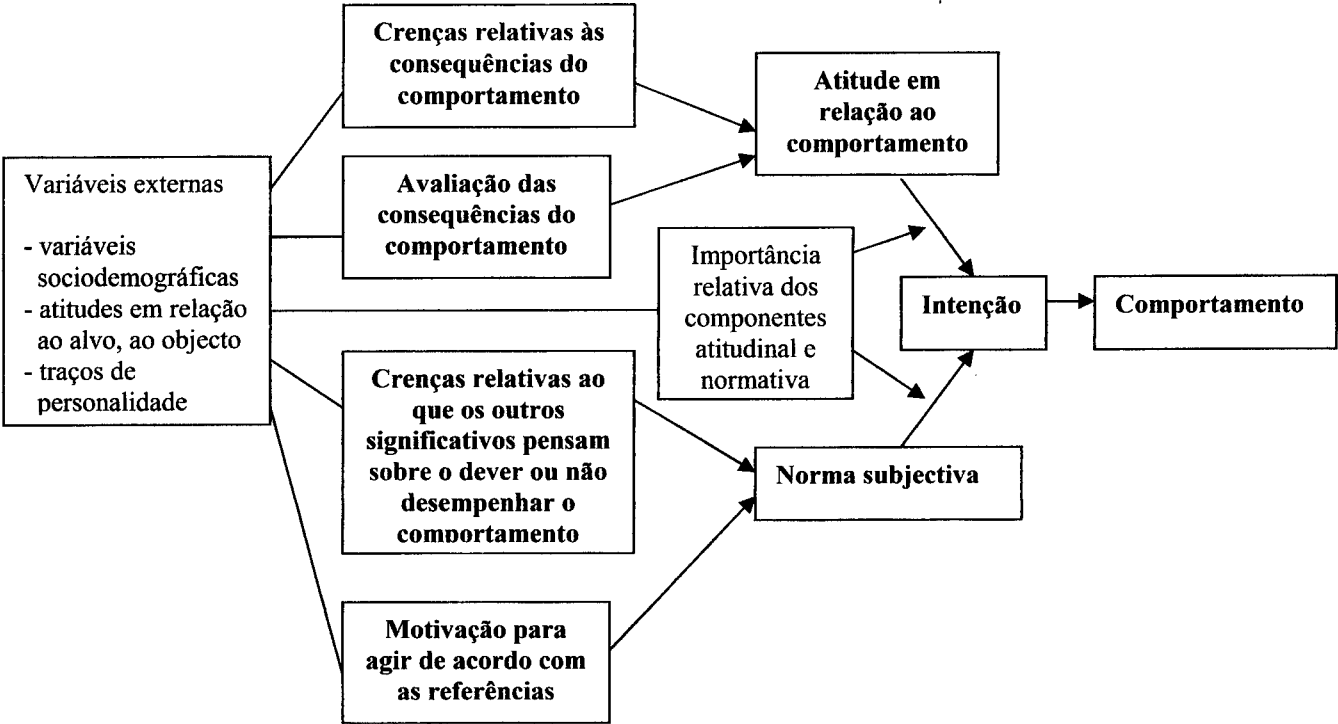 Crenças relativas às
consequências do
comportamento
Atitude em
relação ao
comportamento
Variáveis externas
- variáveis
sociodemográficas
- atitudes em relação
ao alvo, ao objecto
- traços de
personalidade
Avaliação das
consequências do
comportamento
Importância
relativa dos
componentes
atitudinal e
normativa
Intenção
Comportamento
Crenças relativas ao
que os outros
significativos pensam
sobre o dever ou não
desempenhar o
comportamento
Norma subjectiva
Motivação para
agir de acordo com
as referências